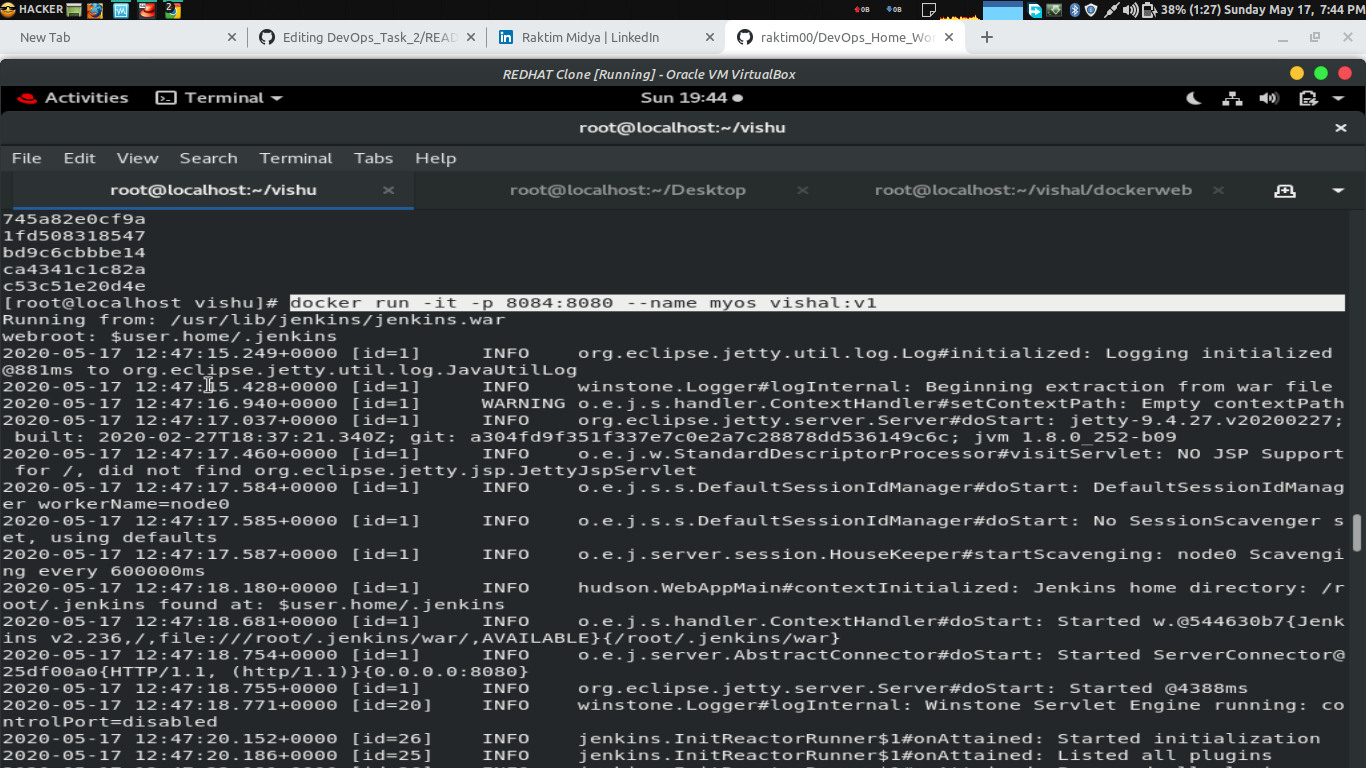 HACKER
0B
0B
38% (1:27) Sunday May 17, 7:44 PM
New Tab
Editing DevOps_Task_2/READ
Raktim Midya | LinkedIn
raktim00/DevOps_Home_Wo
REDHAT Clone [Running] - Oracle VM VirtualBox
Activities
Terminal
Sun 19:44
root@localhost:~/vishu
File Edit View Search Terminal Tabs Help
root@localhost:~/vishu
root@localhost:~/Desktop
root@localhost:~/vishal/dockerweb
745a82e0cf9a
1fd508318547
bd9c6cbbbe14
ca4341c1c82a
c53c51e20d4e
[root@localhost vishu]# docker run -it -p 8084:8080 --name myos vishal:v1
Running from: /usr/lib/jenkins/jenkins.war
webroot: $user.home/.jenkins
2020-05-17 12:47:15.249+0000 [id=1] INFO org.eclipse.jetty.util.log.Log#initialized: Logging initialized
@881ms to org.eclipse.jetty.util.log.JavaUtilLog
2020-05-17 12:47:15.428+0000 [id=1] INFO winstone.Logger#logInternal: Beginning extraction from war file
2020-05-17 12:47:16.940+0000 [id=1] WARNING o.e.j.s.handler.ContextHandler#setContextPath: Empty contextPath
2020-05-17 12:47:17.037+0000 [id=1] INFO org.eclipse.jetty.server.Server#doStart: jetty-9.4.27.v20200227;
built: 2020-02-27T18:37:21.340Z; git: a304fd9f351f337e7c0e2a7c28878dd536149c6c; jvm 1.8.0_252-b09
2020-05-17 12:47:17.460+0000 [id=1] INFO o.e.j.w.StandardDescriptorProcessor#visitServlet: NO JSP Support
for /, did not find org.eclipse.jetty.jsp.JettyJspServlet
2020-05-17 12:47:17.584+0000 [id=1] INFO o.e.j.s.s.DefaultSessionIdManager#doStart: DefaultSessionIdManag
er workerName=node0
2020-05-17 12:47:17.585+0000 [id=1] INFO o.e.j.s.s.DefaultSessionIdManager#doStart: No SessionScavenger s
et, using defaults
2020-05-17 12:47:17.587+0000 [id=1] INFO o.e.j.server.session.HouseKeeper#startScavenging: node0 Scavengi
ng every 600000ms
2020-05-17 12:47:18.180+0000 [id=1] INFO hudson.WebAppMain#contextInitialized: Jenkins home directory: /r
oot/.jenkins found at: $user.home/.jenkins
2020-05-17 12:47:18.681+0000 [id=1] INFO o.e.j.s.handler.ContextHandler#doStart: Started w.@544630b7{Jenk
ins v2.236,/,file:///root/.jenkins/war/,AVAILABLE}{/root/.jenkins/war}
2020-05-17 12:47:18.754+0000 [id=1] INFO o.e.j.server.AbstractConnector#doStart: Started ServerConnector@
25df00a0{HTTP/1.1, (http/1.1)}{0.0.0.0:8080}
2020-05-17 12:47:18.755+0000 [id=1] INFO org.eclipse.jetty.server.Server#doStart: Started @4388ms
2020-05-17 12:47:18.771+0000 [id=20] INFO winstone.Logger#logInternal: Winstone Servlet Engine running: co
ntrolPort=disabled
2020-05-17 12:47:20.152+0000 [id=26] INFO jenkins.InitReactorRunner$1#onAttained: Started initialization
2020-05-17 12:47:20.186+0000 [id=25] INFO jenkins.InitReactorRunner$1#onAttained: Listed all plugins